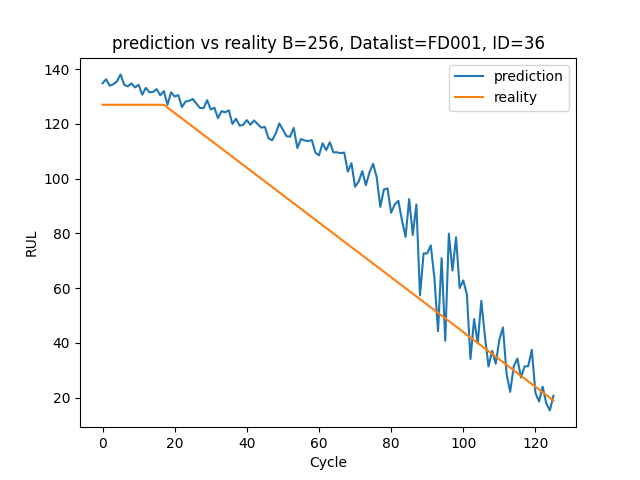 prediction vs reality B=256, Datalist=FD001, ID=36
prediction
reality
RUL
140
120
100
80
60
40
20
0 20 40 60 80 100 120
Cycle